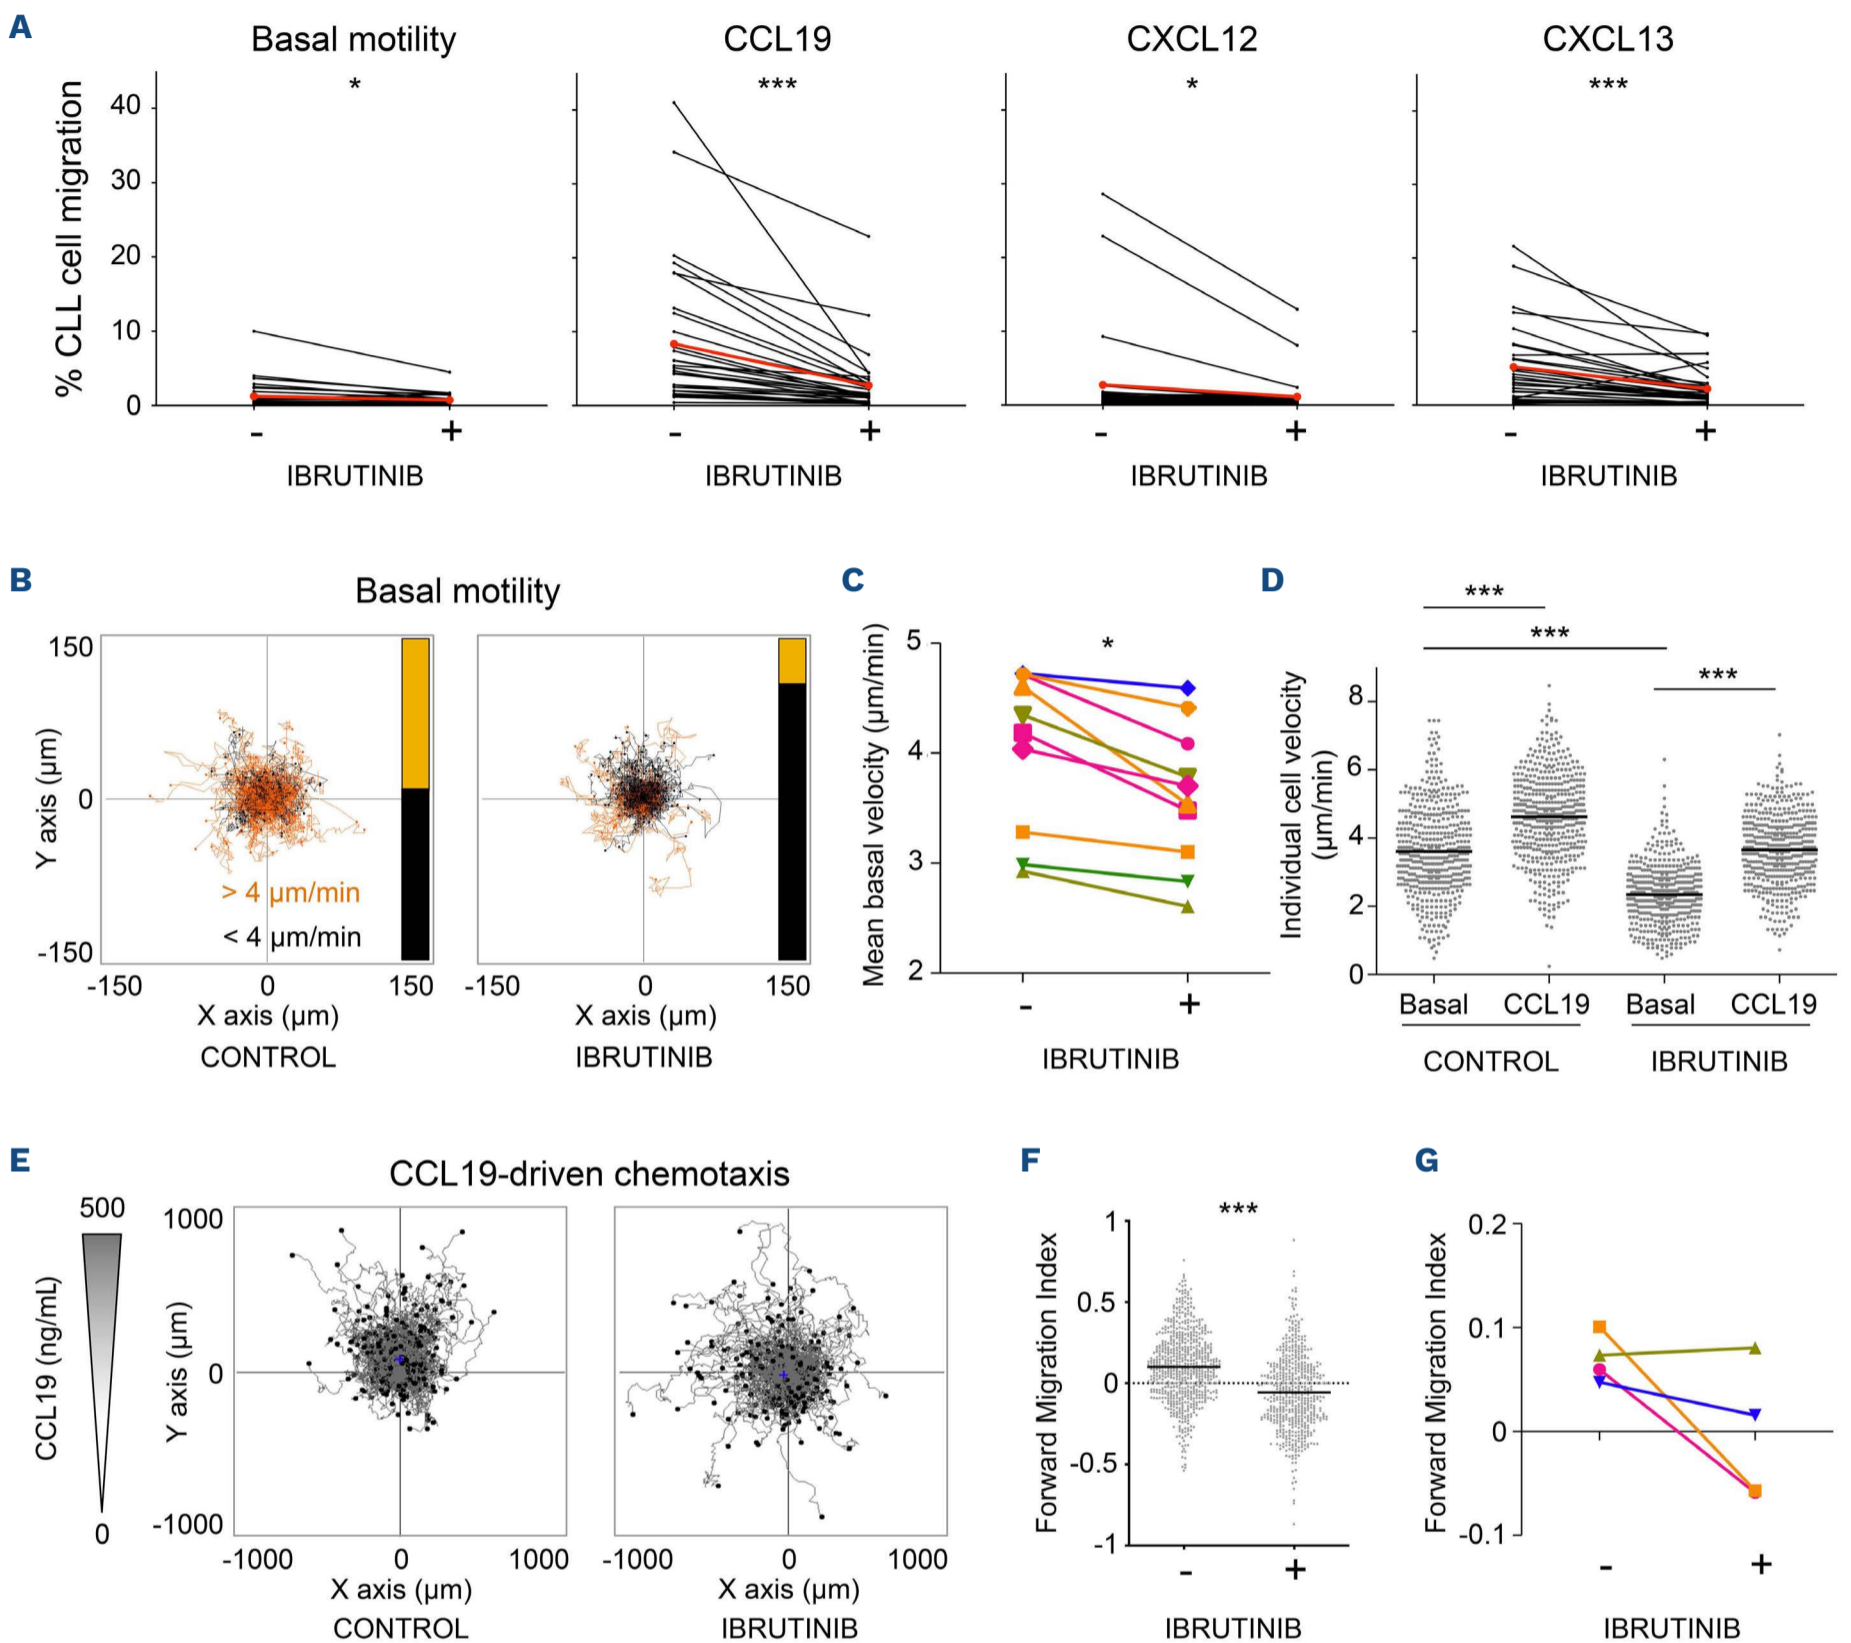 A
Basal motility
CCL19
CXCL12
CXCL13
*
***
*
***
% CLL cell migration
40
30
20
10
0
-
+
-
+
-
+
-
+
IBRUTINIB
IBRUTINIB
IBRUTINIB
IBRUTINIB
B
Basal motility
150
0
-150
Y axis (µm)
> 4 µm/min
< 4 µm/min
-150
0
150
-150
0
150
X axis (µm)
X axis (µm)
CONTROL
IBRUTINIB
C
*
Mean basal velocity (µm/min)
5
4
3
2
-
+
IBRUTINIB
D
***
***
***
Individual cell velocity
(µm/min)
8
6
4
2
0
Basal
CCL19
Basal
CCL19
CONTROL
IBRUTINIB
E
CCL19-driven chemotaxis
500
CCL19 (ng/mL)
0
1000
0
-1000
Y axis (µm)
-1000
0
1000
-1000
0
1000
X axis (µm)
X axis (µm)
CONTROL
IBRUTINIB
F
***
Forward Migration Index
1
0.5
0
-0.5
-1
-
+
IBRUTINIB
G
Forward Migration Index
0.2
0.1
0
-0.1
-
+
IBRUTINIB